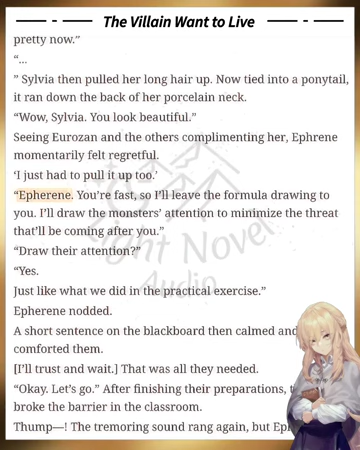 The Villain Want to Live
pretty now.”
“...
” Sylvia then pulled her long hair up. Now tied into a ponytail,
it ran down the back of her porcelain neck.
“Wow, Sylvia. You look beautiful.”
Seeing Eurozan and the others complimenting her, Ephrene
momentarily felt regretful.
‘I just had to pull it up too.’
“Epherene. You’re fast, so I’ll leave the formula drawing to
you. I’ll draw the monsters’ attention to minimize the threat
that’ll be coming after you.”
“Draw their attention?”
“Yes.
Just like what we did in the practical exercise.”
Epherene nodded.
A short sentence on the blackboard then calmed and
comforted them.
[I’ll trust and wait.] That was all they needed.
“Okay. Let’s go.” After finishing their preparations,
broke the barrier in the classroom.
Thump—! The tremoring sound rang again, but
Light Novel
Audio